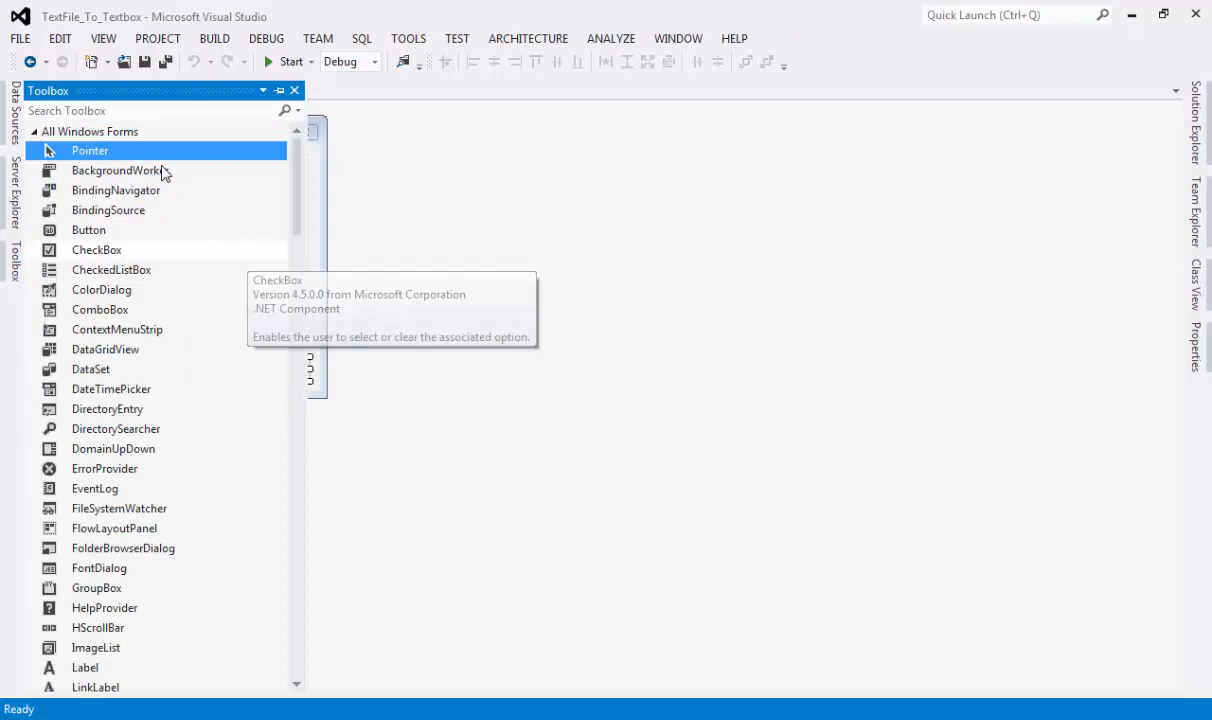 TextFile_To_Textbox - Microsoft Visual Studio
Quick Launch (Ctrl+Q)
FILE EDIT VIEW PROJECT BUILD DEBUG TEAM SQL TOOLS TEST ARCHITECTURE ANALYZE WINDOW HELP
Start Debug
Data Sources
Server Explorer
Toolbox
Toolbox
Search Toolbox
All Windows Forms
Pointer
BackgroundWorker
BindingNavigator
BindingSource
Button
CheckBox
CheckedListBox
ColorDialog
ComboBox
ContextMenuStrip
DataGridView
DataSet
DateTimePicker
DirectoryEntry
DirectorySearcher
DomainUpDown
ErrorProvider
EventLog
FileSystemWatcher
FlowLayoutPanel
FolderBrowserDialog
FontDialog
GroupBox
HelpProvider
HScrollBar
ImageList
Label
LinkLabel
CheckBox
Version 4.5.0.0 from Microsoft Corporation
.NET Component
Enables the user to select or clear the associated option.
Solution Explorer
Team Explorer
Class View
Properties
Ready